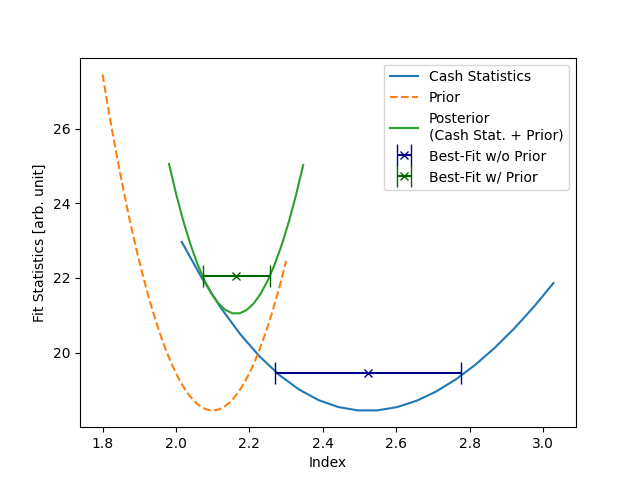 Cash Statistics
Prior
Posterior
(Cash Stat. + Prior)
Best-Fit w/o Prior
Best-Fit w/ Prior
Fit Statistics [arb. unit]
26
24
22
20
1.8 2.0 2.2 2.4 2.6 2.8 3.0
Index